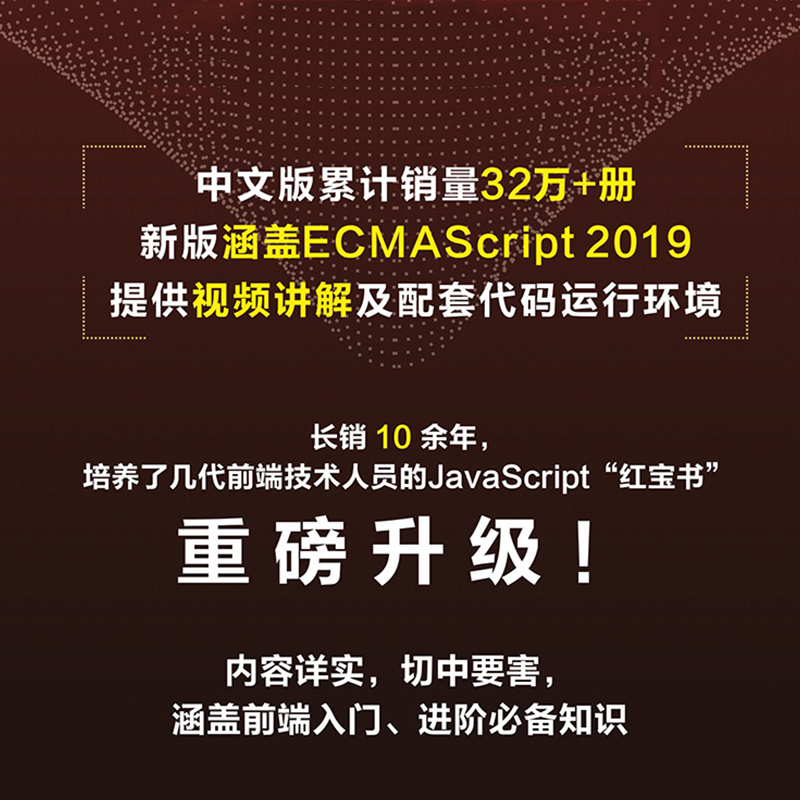 中文版累计销量32万+册
新版涵盖ECMAScript 2019
提供视频讲解及配套代码运行环境
长销 10 余年，
培养了几代前端技术人员的JavaScript“红宝书”
重磅升级！
内容详实，切中要害，
涵盖前端入门、进阶必备知识